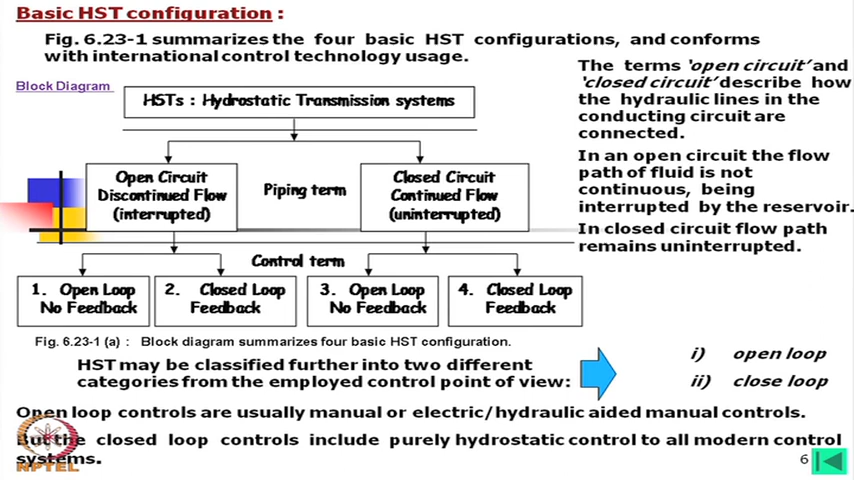 Basic HST configuration :
Fig. 6.23-1 summarizes the four basic HST configurations, and conforms
with international control technology usage.
The terms 'open circuit' and
'closed circuit' describe how
the hydraulic lines in the
conducting circuit are
connected.
In an open circuit the flow
path of fluid is not
continuous, being
interrupted by the reservoir.
In closed circuit flow path
remains uninterrupted.
Block Diagram
HSTs : Hydrostatic Transmission systems
Open Circuit
Discontinued Flow
(interrupted)
Piping term
Closed Circuit
Continued Flow
(uninterrupted)
Control term
1. Open Loop
No Feedback
2. Closed Loop
Feedback
3. Open Loop
No Feedback
4. Closed Loop
Feedback
Fig. 6.23-1 (a) : Block diagram summarizes four basic HST configuration.
HST may be classified further into two different
categories from the employed control point of view:
i) open loop
ii) close loop
Open loop controls are usually manual or electric/hydraulic aided manual controls.
But the closed loop controls include purely hydrostatic control to all modern control
systems.
NPTEL
6